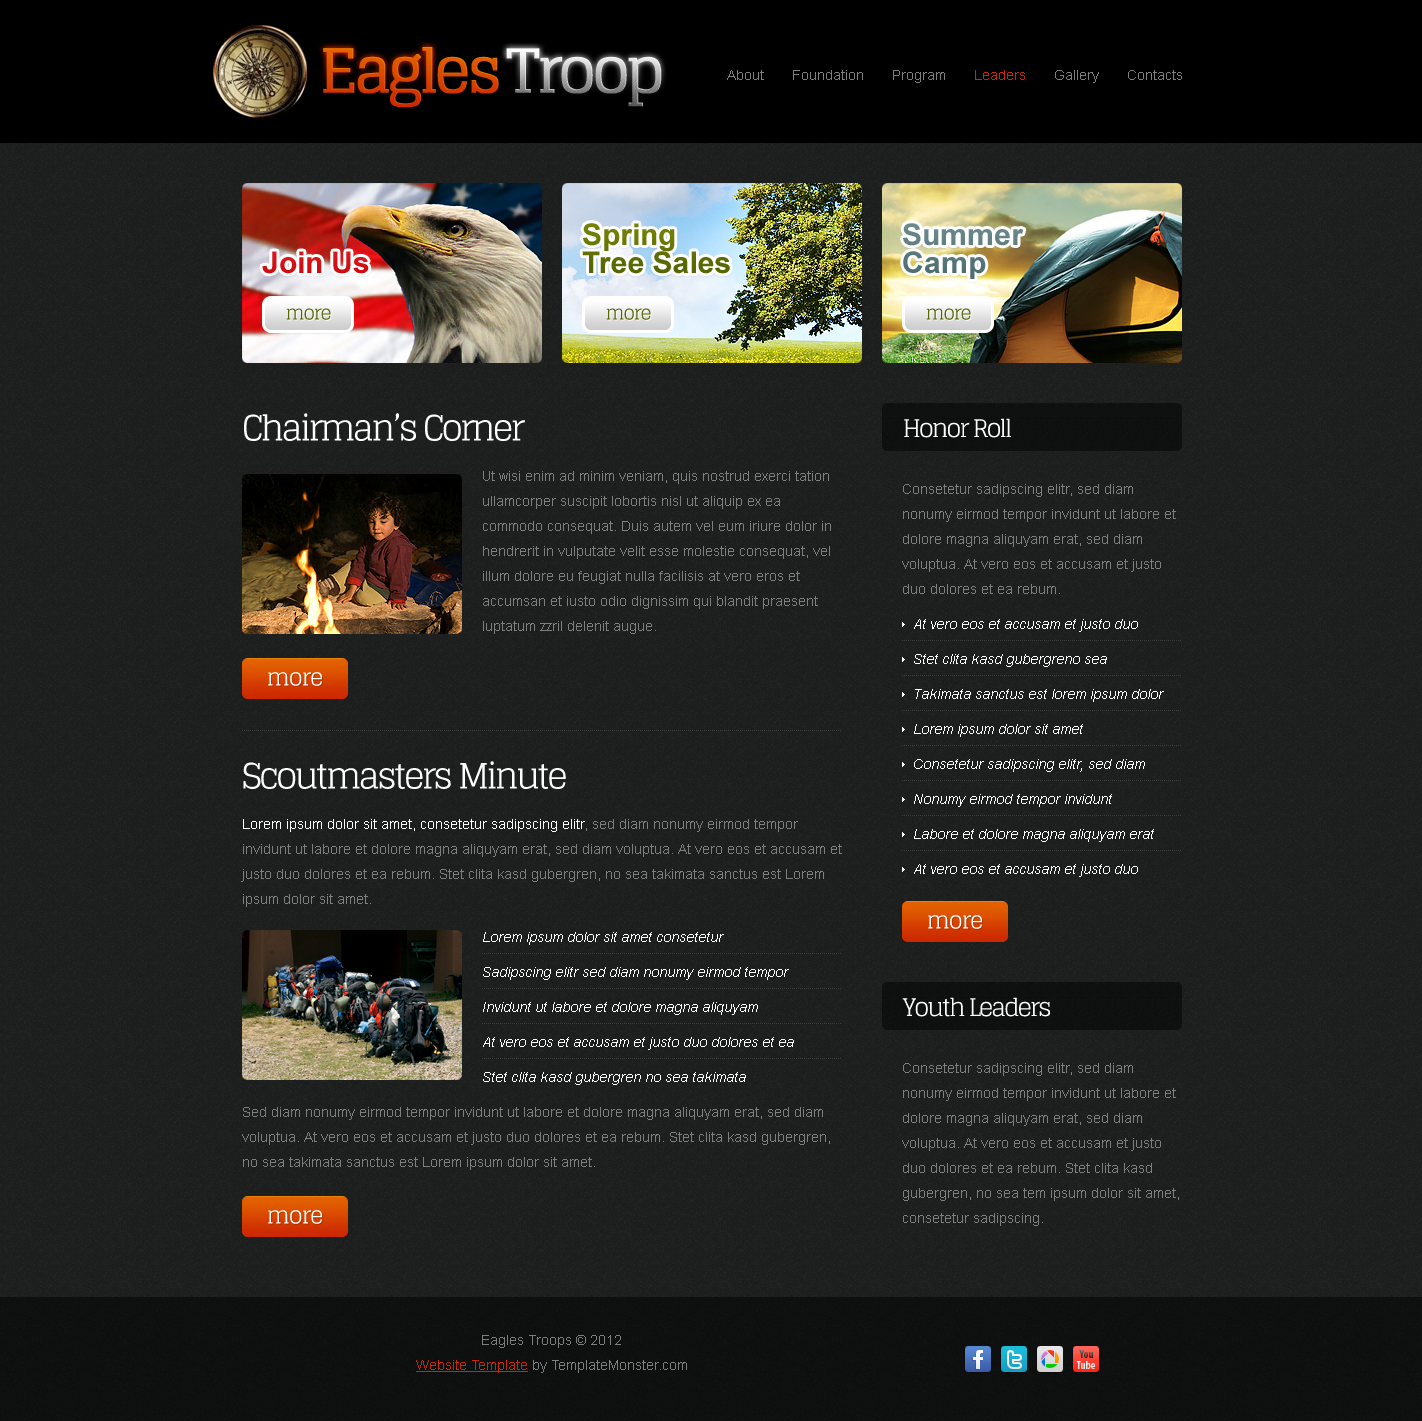 Eagles Troop
About Foundation Program Leaders Gallery Contacts
Join Us
more
Spring
Tree Sales
more
Summer
Camp
more
Chairman's Corner
Ut wisi enim ad minim veniam, quis nostrud exerci tation
ullamcorper suscipit lobortis nisl ut aliquip ex ea
commodo consequat. Duis autem vel eum iriure dolor in
hendrerit in vulputate velit esse molestie consequat, vel
illum dolore eu feugiat nulla facilisis at vero eros et
accumsan et iusto odio dignissim qui blandit praesent
luptatum zzril delenit augue.
more
Scoutmasters Minute
Lorem ipsum dolor sit amet, consetetur sadipscing elitr, sed diam nonumy eirmod tempor
invidunt ut labore et dolore magna aliquyam erat, sed diam voluptua. At vero eos et accusam et
justo duo dolores et ea rebum. Stet clita kasd gubergren, no sea takimata sanctus est Lorem
ipsum dolor sit amet.
Lorem ipsum dolor sit amet consetetur
Sadipscing elitr sed diam nonumy eirmod tempor
Invidunt ut labore et dolore magna aliquyam
At vero eos et accusam et justo duo dolores et ea
Stet clita kasd gubergren no sea takimata
Sed diam nonumy eirmod tempor invidunt ut labore et dolore magna aliquyam erat, sed diam
voluptua. At vero eos et accusam et justo duo dolores et ea rebum. Stet clita kasd gubergren,
no sea takimata sanctus est Lorem ipsum dolor sit amet.
more
Honor Roll
Consetetur sadipscing elitr, sed diam
nonumy eirmod tempor invidunt ut labore et
dolore magna aliquyam erat, sed diam
voluptua. At vero eos et accusam et justo
duo dolores et ea rebum.
At vero eos et accusam et justo duo
Stet clita kasd gubergreno sea
Takimata sanctus est lorem ipsum dolor
Lorem ipsum dolor sit amet
Consetetur sadipscing elitr, sed diam
Nonumy eirmod tempor invidunt
Labore et dolore magna aliquyam erat
At vero eos et accusam et justo duo
more
Youth Leaders
Consetetur sadipscing elitr, sed diam
nonumy eirmod tempor invidunt ut labore et
dolore magna aliquyam erat, sed diam
voluptua. At vero eos et accusam et justo
duo dolores et ea rebum. Stet clita kasd
gubergren, no sea tem ipsum dolor sit amet,
consetetur sadipscing.
Eagles Troops © 2012
Website Template by TemplateMonster.com
You
Tube